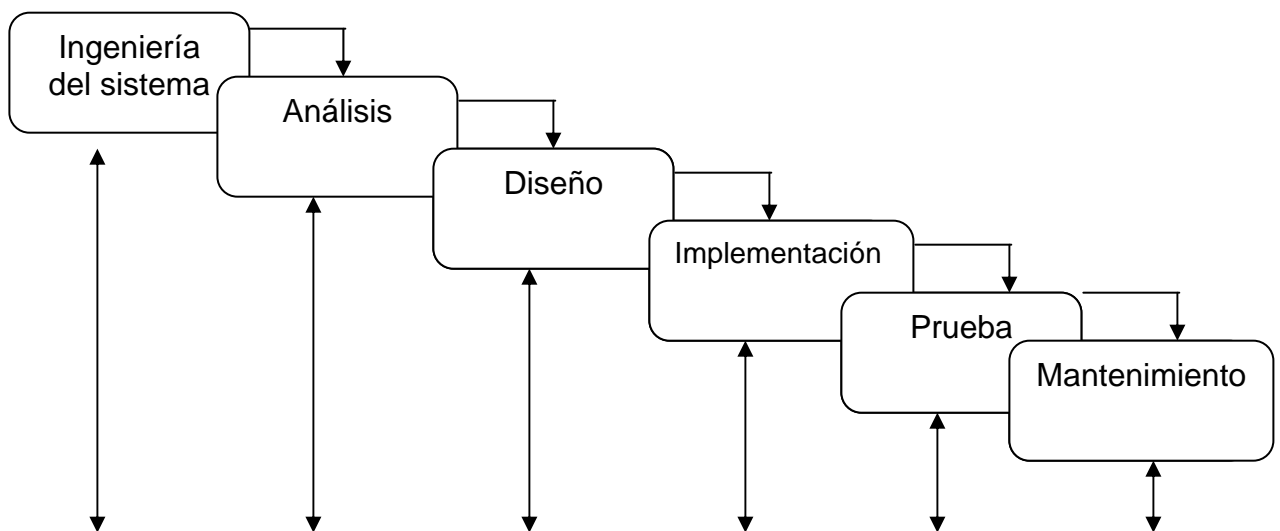 Ingeniería
del sistema
Análisis
Diseño
Implementación
Prueba
Mantenimiento